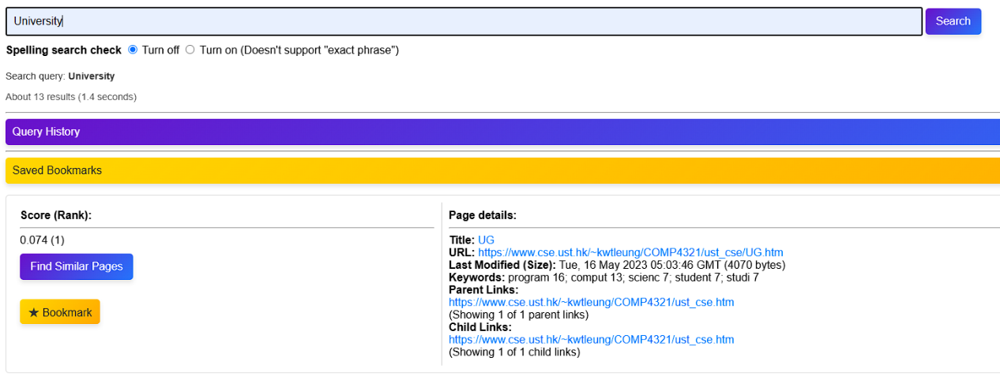 University
Search
Spelling search check Turn off Turn on (Doesn't support "exact phrase")
Search query: University
About 13 results (1.4 seconds)
Query History
Saved Bookmarks
Score (Rank):
0.074 (1)
Find Similar Pages
★ Bookmark
Page details:
Title: UG
URL: https://www.cse.ust.hk/~kwtleung/COMP4321/ust_cse/UG.htm
Last Modified (Size): Tue, 16 May 2023 05:03:46 GMT (4070 bytes)
Keywords: program 16; comput 13; scienc 7; student 7; studi 7
Parent Links:
https://www.cse.ust.hk/~kwtleung/COMP4321/ust_cse.htm
(Showing 1 of 1 parent links)
Child Links:
https://www.cse.ust.hk/~kwtleung/COMP4321/ust_cse.htm
(Showing 1 of 1 child links)